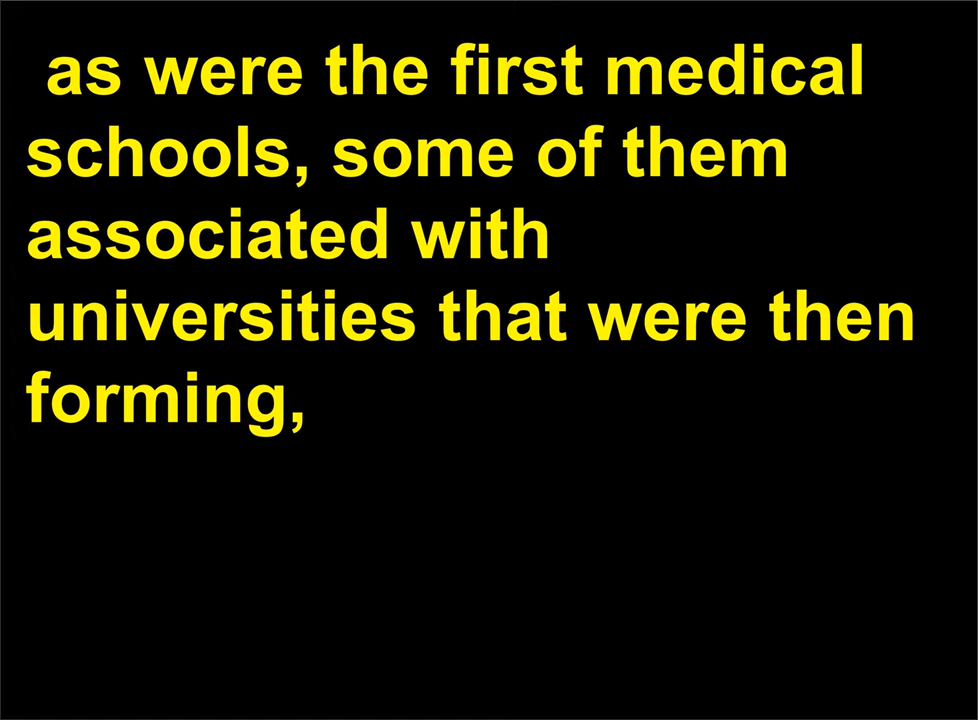 as were the first medical
schools, some of them
associated with
universities that were then
forming,